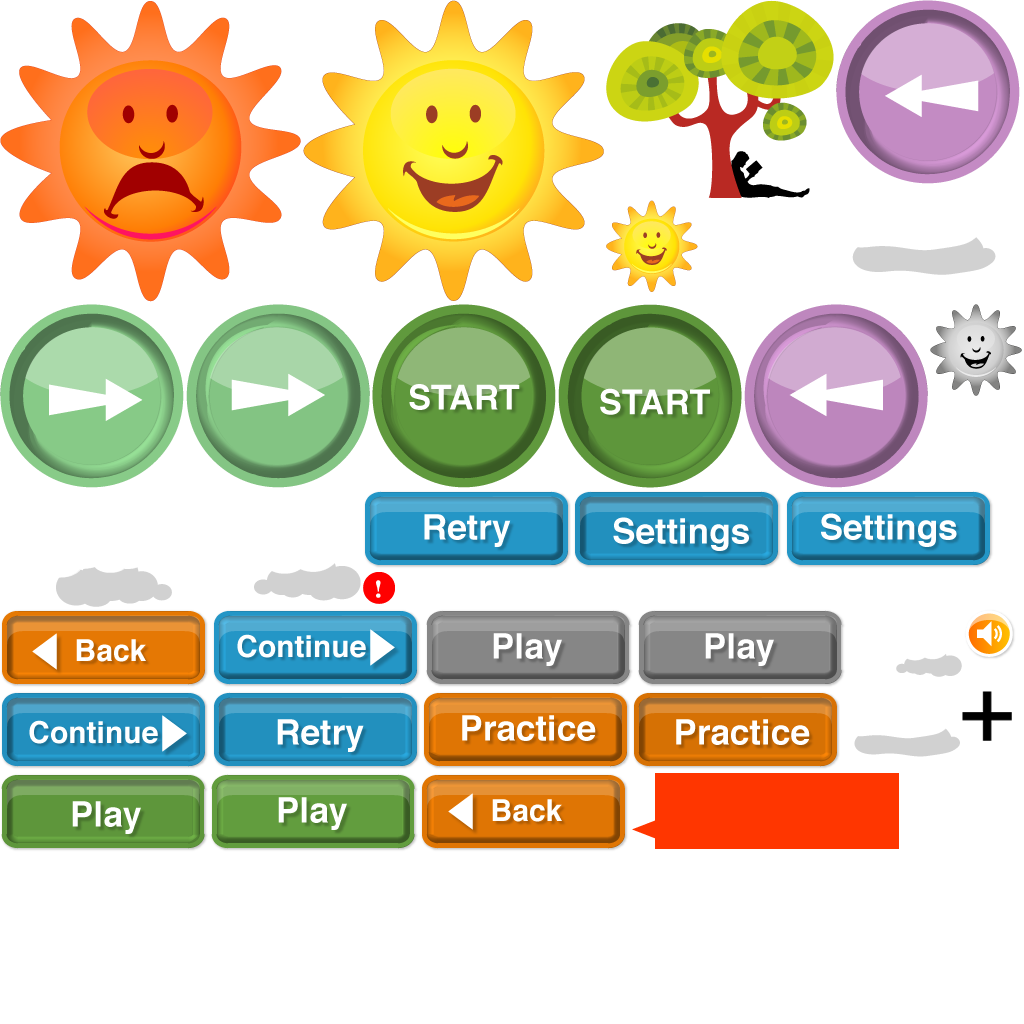 START
START
Retry
Settings
Settings
!
Back
Continue
Play
Play
Continue
Retry
Practice
Practice
Play
Play
Back